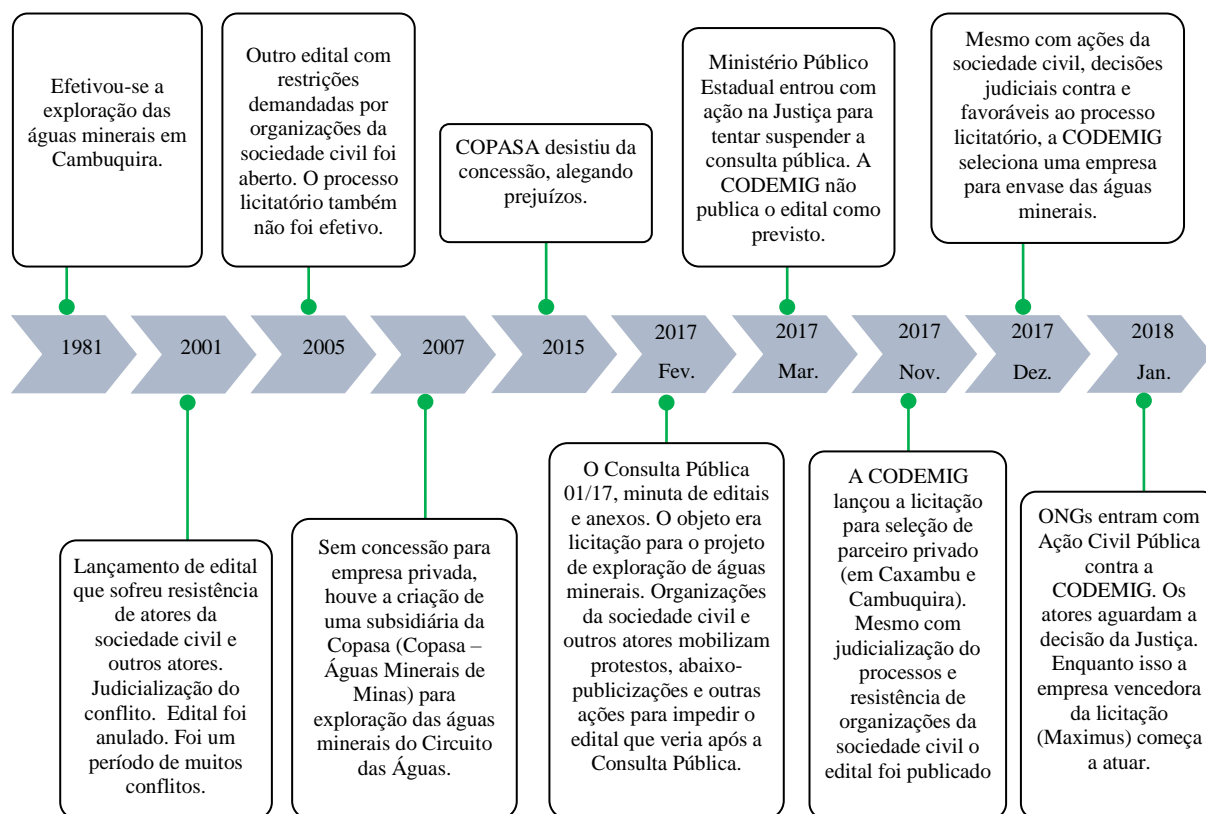 Efetivou-se a
exploração das
águas minerais em
Cambuquira.
Outro edital com
restrições
demandadas por
organizações da
sociedade civil foi
aberto. O processo
licitatório também
não foi efetivo.
COPASA desistiu da
concessão, alegando
prejuízos.
Ministério Público
Estadual entrou com
ação na Justiça para
tentar suspender a
consulta pública. A
CODEMIG não
publica o edital como
previsto.
Mesmo com ações da
sociedade civil, decisões
judiciais contra e
favoráveis ao processo
licitatório, a CODEMIG
seleciona uma empresa
para envase das águas
minerais.
1981
2001
2005
2007
2015
2017
Fev.
2017
Mar.
2017
Nov.
2017
Dez.
2018
Jan.
Lançamento de edital
que sofreu resistência
de atores da
sociedade civil e
outros atores.
Judicialização do
conflito. Edital foi
anulado. Foi um
período de muitos
conflitos.
Sem concessão para
empresa privada,
houve a criação de
uma subsidiária da
Copasa (Copasa –
Águas Minerais de
Minas) para
exploração das águas
minerais do Circuito
das Águas.
O Consulta Pública
01/17, minuta de editais
e anexos. O objeto era
licitação para o projeto
de exploração de águas
minerais. Organizações
da sociedade civil e
outros atores mobilizam
protestos, abaixo-
publicizações e outras
ações para impedir o
edital que veria após a
Consulta Pública.
A CODEMIG
lançou a licitação
para seleção de
parceiro privado
(em Caxambu e
Cambuquira).
Mesmo com
judicialização do
processos e
resistência de
organizações da
sociedade civil o
edital foi publicado
ONGs entram com
Ação Civil Pública
contra a
CODEMIG. Os
atores aguardam a
decisão da Justiça.
Enquanto isso a
empresa vencedora
da licitação
(Maximus) começa
a atuar.